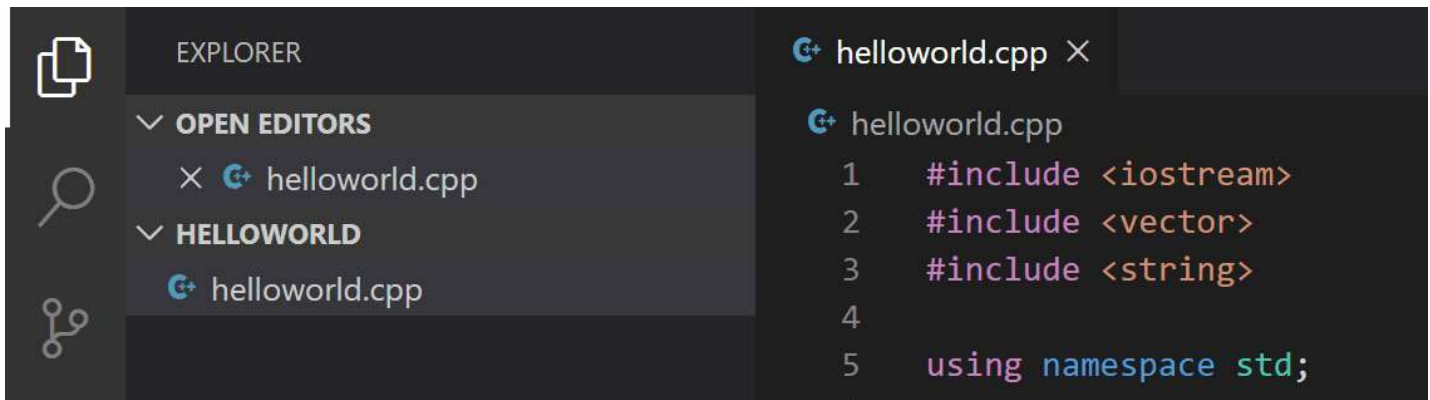 EXPLORER
OPEN EDITORS
helloworld.cpp
HELLOWORLD
helloworld.cpp
helloworld.cpp
helloworld.cpp
1 #include <iostream>
2 #include <vector>
3 #include <string>
4
5 using namespace std;